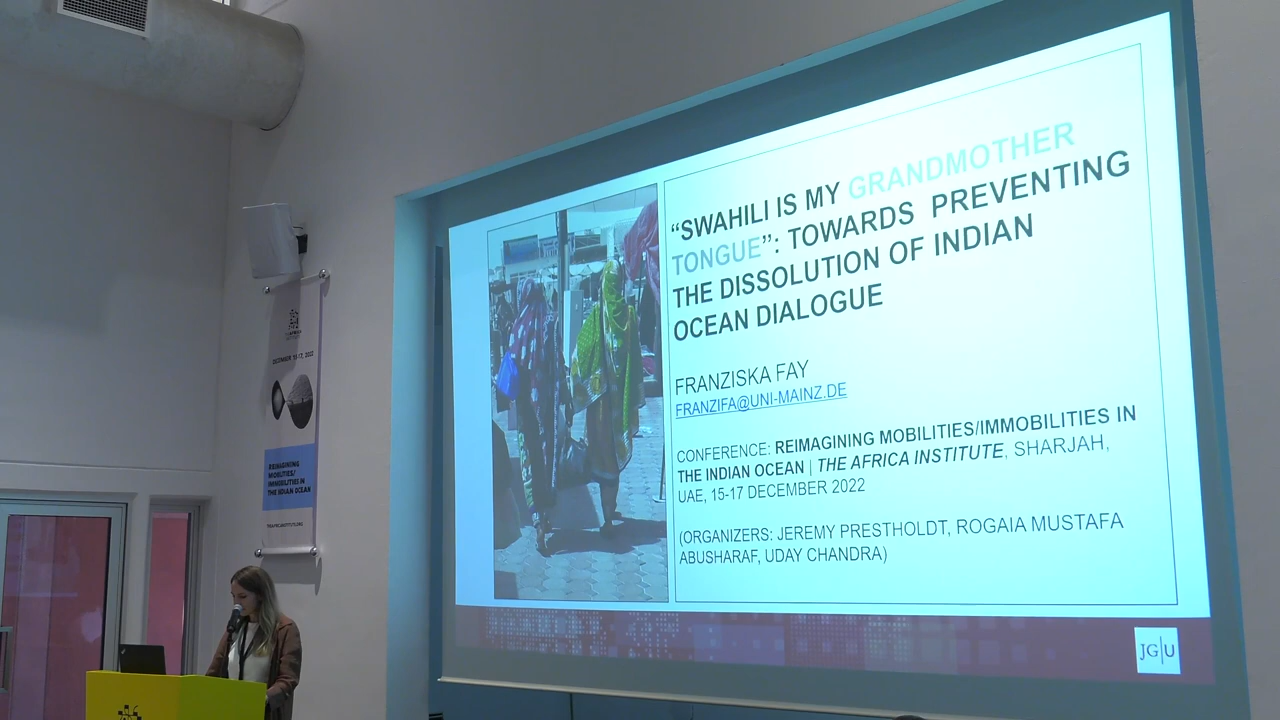 "SWAHILI IS MY GRANDMOTHER
TONGUE": TOWARDS PREVENTING
THE DISSOLUTION OF INDIAN
OCEAN DIALOGUE
FRANZISKA FAY
FRANZIFA@UNI-MAINZ.DE
CONFERENCE: REIMAGINING MOBILITIES/IMMOBILITIES IN
THE INDIAN OCEAN | THE AFRICA INSTITUTE, SHARJAH,
UAE, 15-17 DECEMBER 2022
(ORGANIZERS: JEREMY PRESTHOLDT, ROGAIA MUSTAFA
ABUSHARAF, UDAY CHANDRA)
JG|U
DECEMBER 15-17, 2022
REIMAGINING
MOBILITIES/
IMMOBILITIES IN
THE INDIAN OCEAN